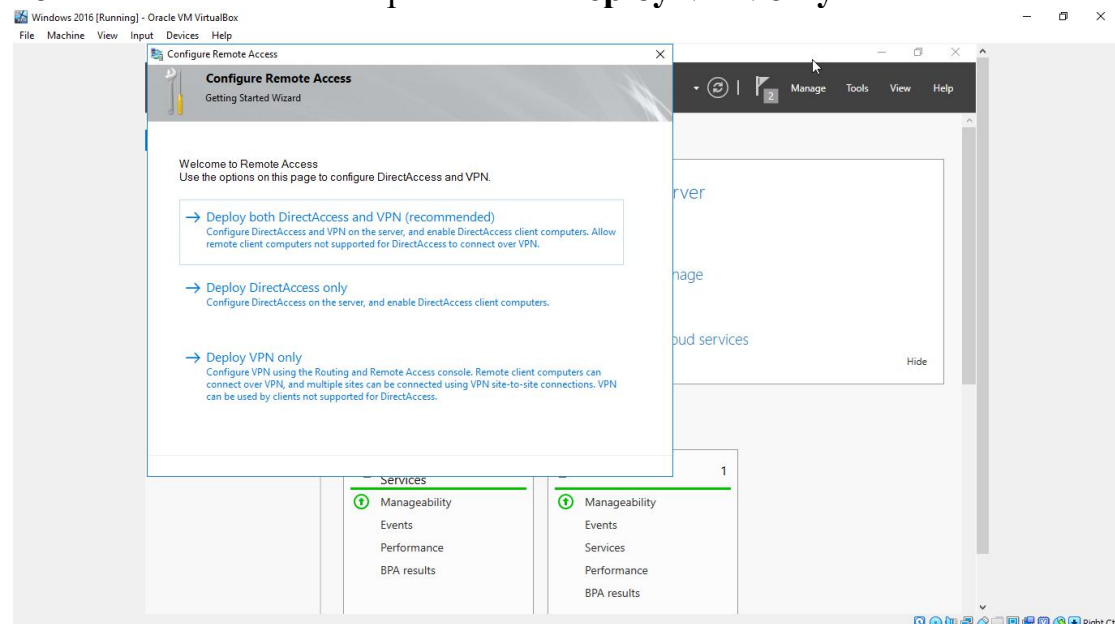 Deploy VPN only
Windows 2016 [Running] - Oracle VM VirtualBox
File Machine View Input Devices Help
Configure Remote Access
Configure Remote Access
Getting Started Wizard
2 Manage Tools View Help
Welcome to Remote Access
Use the options on this page to configure DirectAccess and VPN.
Deploy both DirectAccess and VPN (recommended)
Configure DirectAccess and VPN on the server, and enable DirectAccess client computers. Allow
remote client computers not supported for DirectAccess to connect over VPN.
Deploy DirectAccess only
Configure DirectAccess on the server, and enable DirectAccess client computers.
Deploy VPN only
Configure VPN using the Routing and Remote Access console. Remote client computers can
connect over VPN, and multiple sites can be connected using VPN site-to-site connections. VPN
can be used by clients not supported for DirectAccess.
rver
nage
oud services
Hide
Services
Manageability
Events
Performance
BPA results
1
Manageability
Events
Services
Performance
BPA results
Right Ct